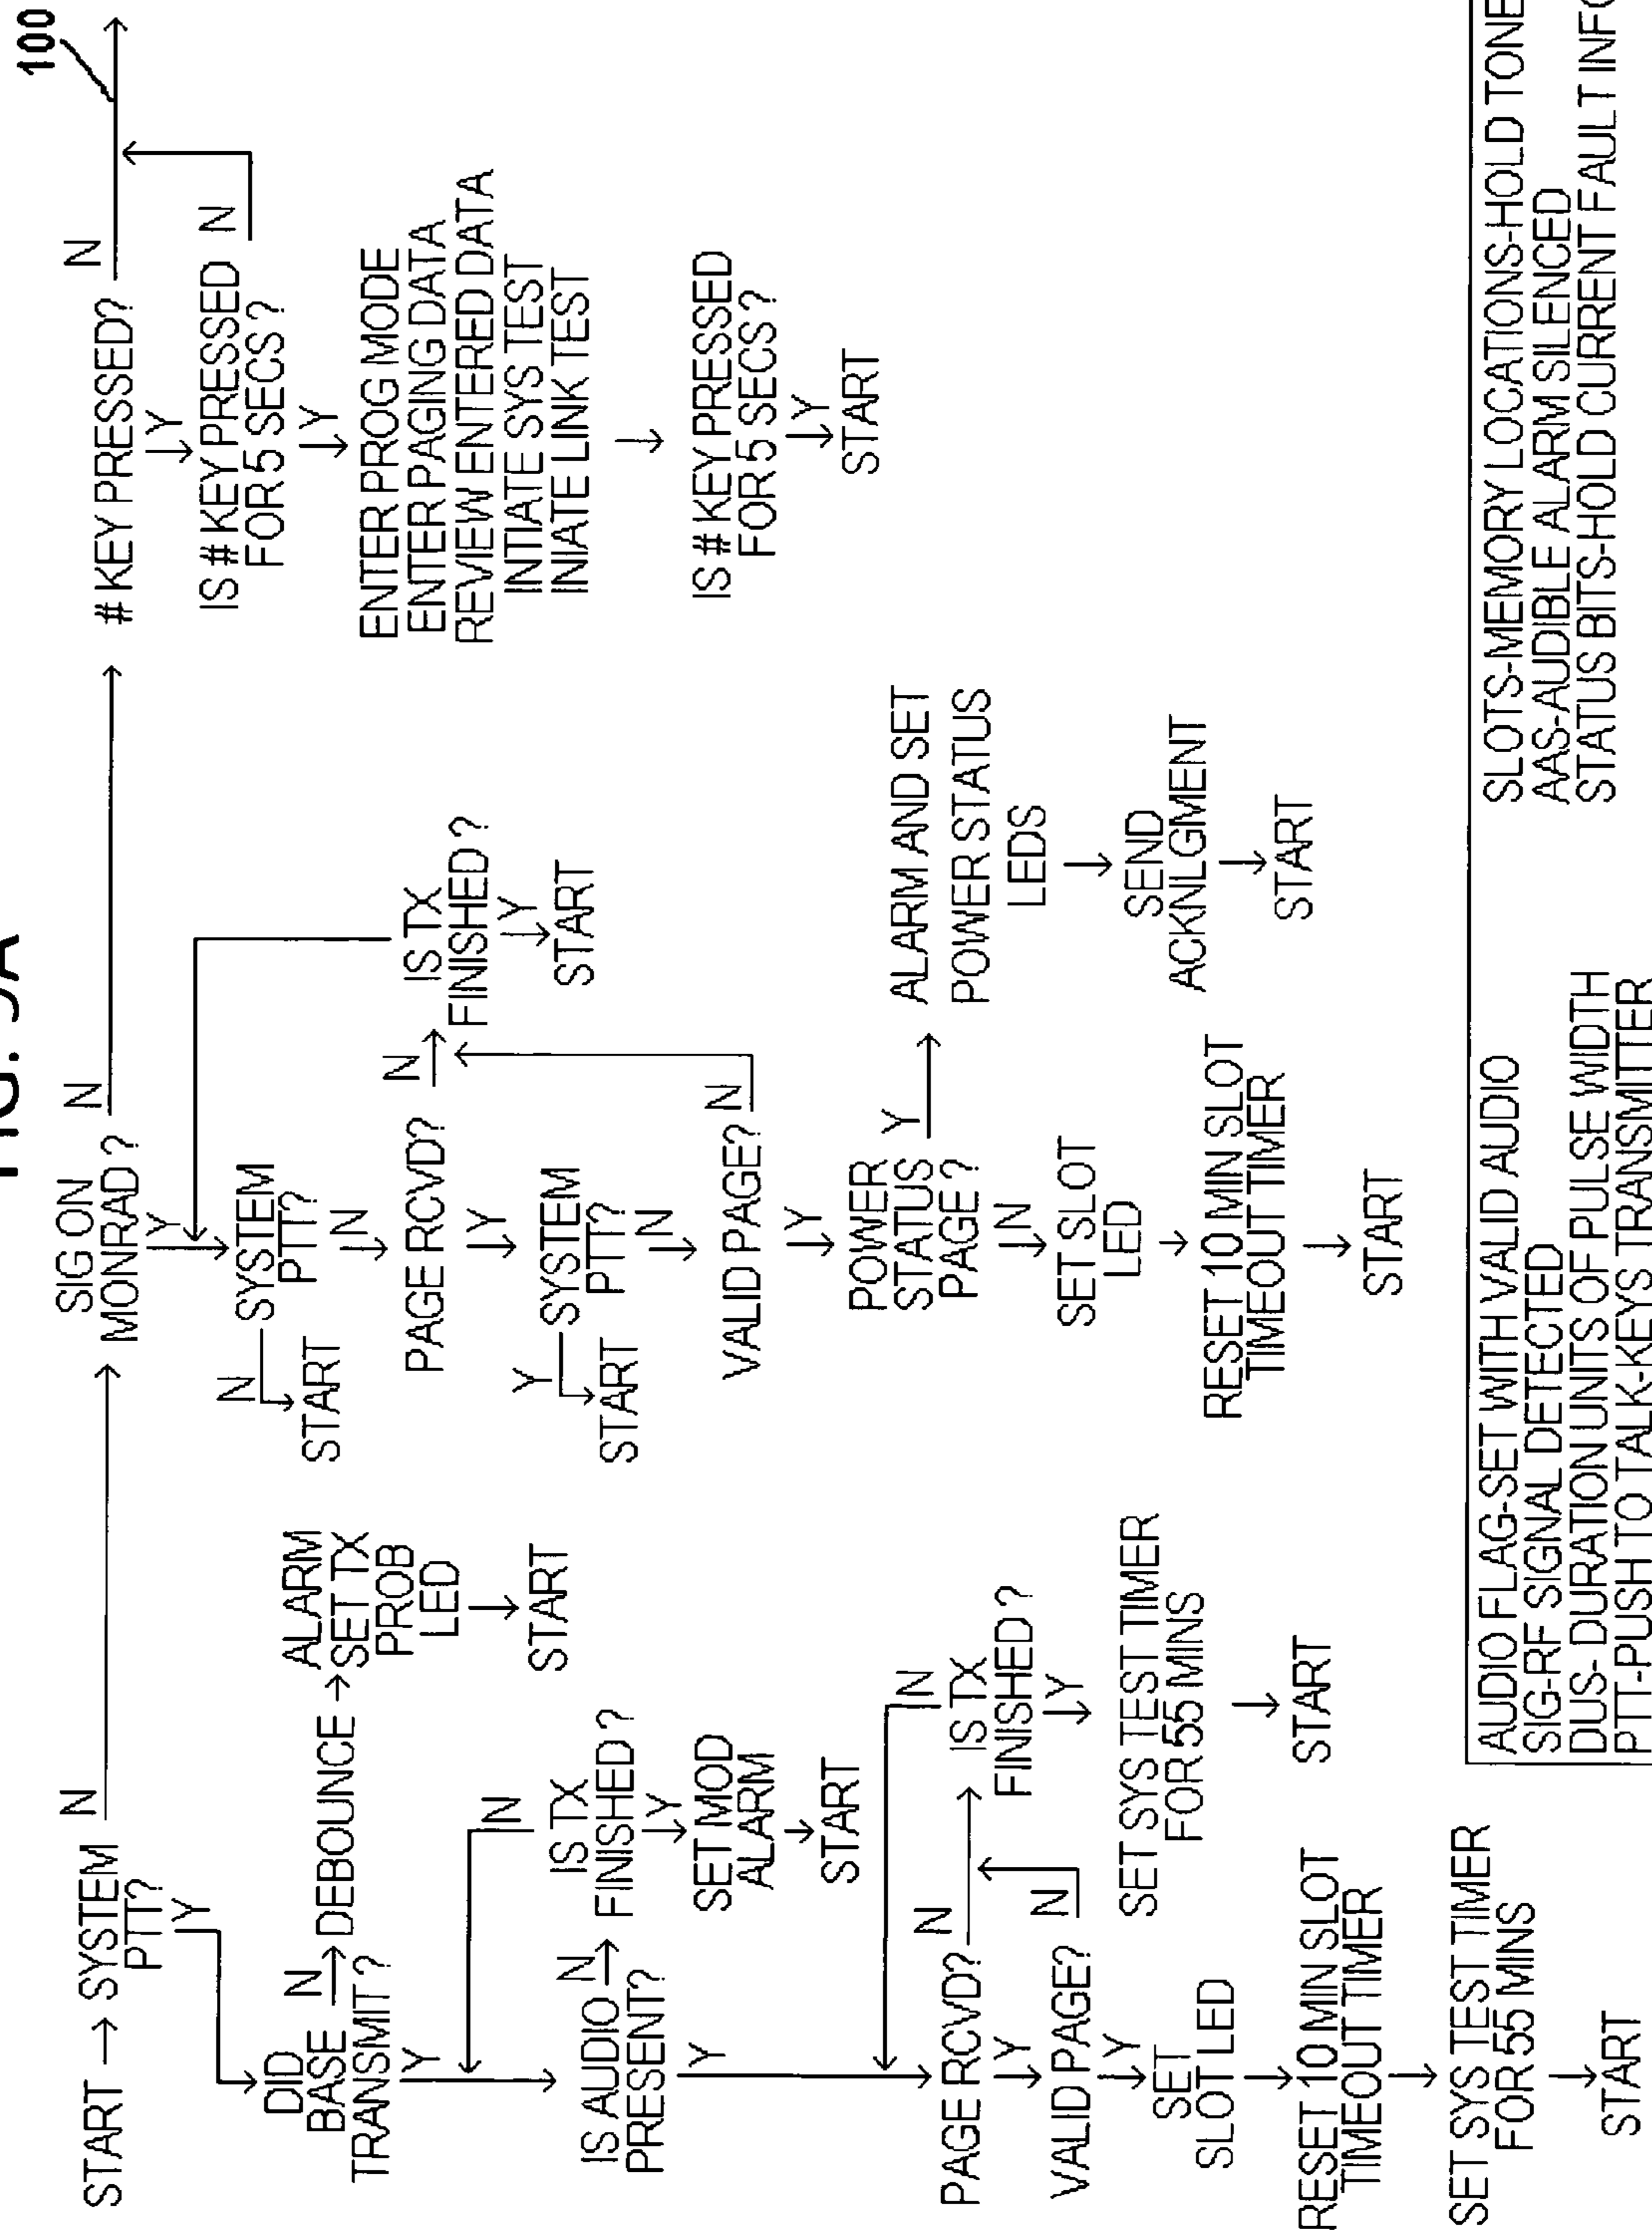 FIG. 9A
100
START
SYSTEM
PTT?
N
Y
DID
BASE
TRANSMIT?
N
DEBOUNCE
ALARM
SET TX
PROB
LED
START
Y
IS AUDIO
PRESENT?
N
IS TX
FINISHED?
N
Y
SET MOD
ALARM
START
Y
PAGE RCVD?
N
IS TX
FINISHED?
N
Y
SET SYS TEST TIMER
FOR 55 MINS
START
Y
VALID PAGE?
N
Y
SET
SLOT LED
RESET 10 MIN SLOT
TIMEOUT TIMER
SET SYS TEST TIMER
FOR 55 MINS
START
SIG ON
MONRAD?
N
Y
SYSTEM
PTT?
N
START
N
PAGE RCVD?
N
IS TX
FINISHED?
Y
START
Y
SYSTEM
PTT?
Y
START
N
VALID PAGE?
N
Y
POWER
STATUS
PAGE?
Y
ALARM AND SET
POWER STATUS
LEDS
SEND
ACKNLGMENT
START
N
SET SLOT
LED
RESET 10 MIN SLOT
TIMEOUT TIMER
START
# KEY PRESSED?
N
Y
IS # KEY PRESSED
FOR 5 SECS?
N
Y
ENTER PROG MODE
ENTER PAGING DATA
REVIEW ENTERED DATA
INTIATE SYS TEST
INIATE LINK TEST
IS # KEY PRESSED
FOR 5 SECS?
Y
START
AUDIO FLAG-SET WITH VALID AUDIO
SIG-RF SIGNAL DETECTED
DUS- DURATION UNITS OF PULSE WIDTH
PTT-PUSH TO TALK-KEYS TRANSMITTER
SLOTS-MEMORY LOCATIONS-HOLD TONE
AAS-AUDIBLE ALARM SILENCED
STATUS BITS-HOLD CURRENT FAULT